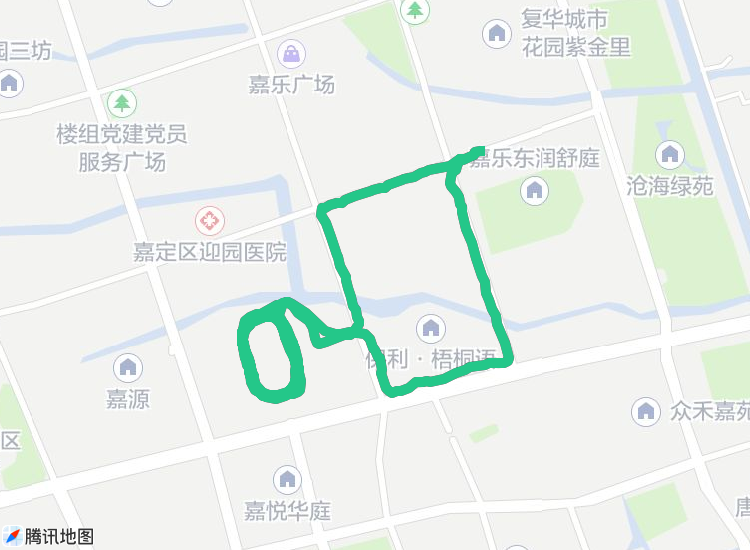 复华城市
花园紫金里
园三坊
嘉乐广场
楼组党建党员
服务广场
嘉乐东润舒庭
沧海绿苑
嘉定区迎园医院
保利·梧桐语
嘉源
众禾嘉苑
区
嘉悦华庭
唐
腾讯地图